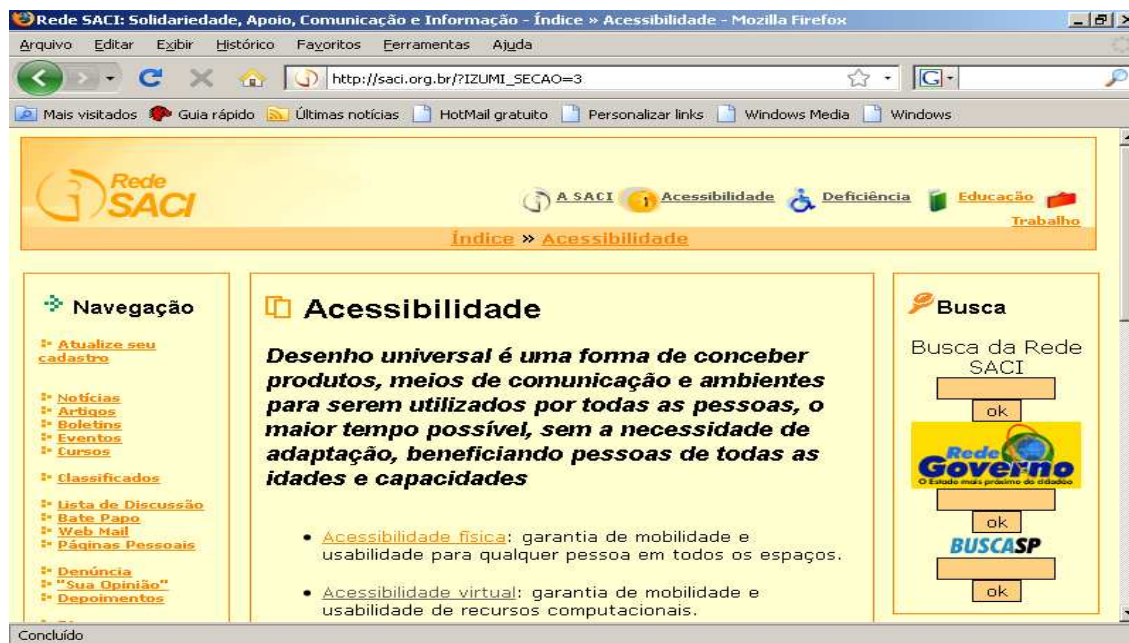 Rede SACI: Solidariedade, Apoio, Comunicação e Informação - Índice » Acessibilidade - Mozilla Firefox
Arquivo Editar Exibir Histórico Favoritos Ferramentas Ajuda
http://saci.org.br/?IZUMI_SECAO=3
G
Mais visitados Guia rápido Últimas notícias HotMail gratuito Personalizar links Windows Media Windows
Rede
SACI
A SACI Acessibilidade Deficiência Educação
Trabalho
Índice » Acessibilidade
Navegação
Atualize seu
cadastro
Notícias
Artigos
Boletins
Eventos
Cursos
Classificados
Lista de Discussão
Bate Papo
Web Mail
Páginas Pessoais
Denúncia
"Sua Opinião"
Depoimentos
Acessibilidade
Desenho universal é uma forma de conceber
produtos, meios de comunicação e ambientes
para serem utilizados por todas as pessoas, o
maior tempo possível, sem a necessidade de
adaptação, beneficiando pessoas de todas as
idades e capacidades
• Acessibilidade física: garantia de mobilidade e
usabilidade para qualquer pessoa em todos os espaços.
• Acessibilidade virtual: garantia de mobilidade e
usabilidade de recursos computacionais.
Busca
Busca da Rede
SACI
ok
Rede
Governo
O Estado mais próximo do cidadão
ok
BUSCASP
ok
Concluído